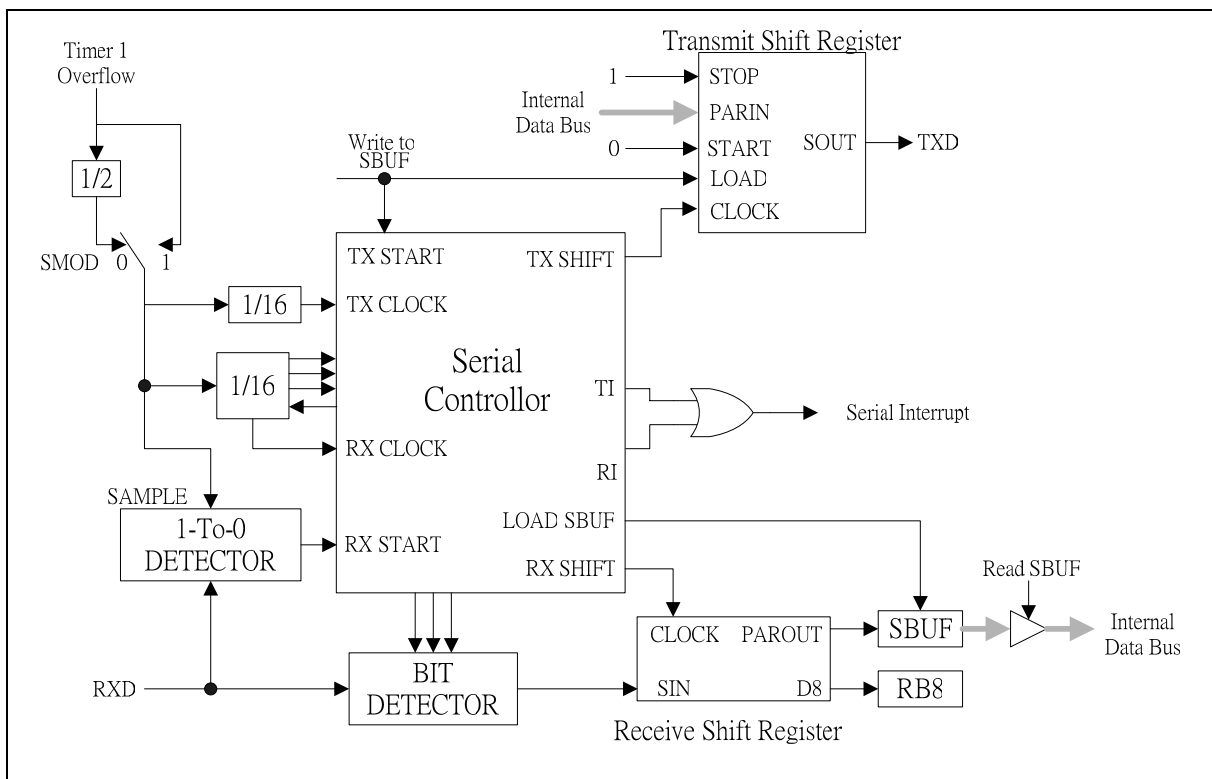 Timer 1
Overflow
1/2
SMOD 0 1
1/16
1/16
SAMPLE
1-To-0
DETECTOR
RXD
Write to
SBUF
TX START
TX SHIFT
TX CLOCK
Serial
Controllor
TI
RX CLOCK
RI
LOAD SBUF
RX START
RX SHIFT
BIT
DETECTOR
Transmit Shift Register
1
STOP
Internal
Data Bus
PARIN
0
START
SOUT
TXD
LOAD
CLOCK
Serial Interrupt
CLOCK PAROUT
SIN D8
Receive Shift Register
SBUF
RB8
Read SBUF
Internal
Data Bus